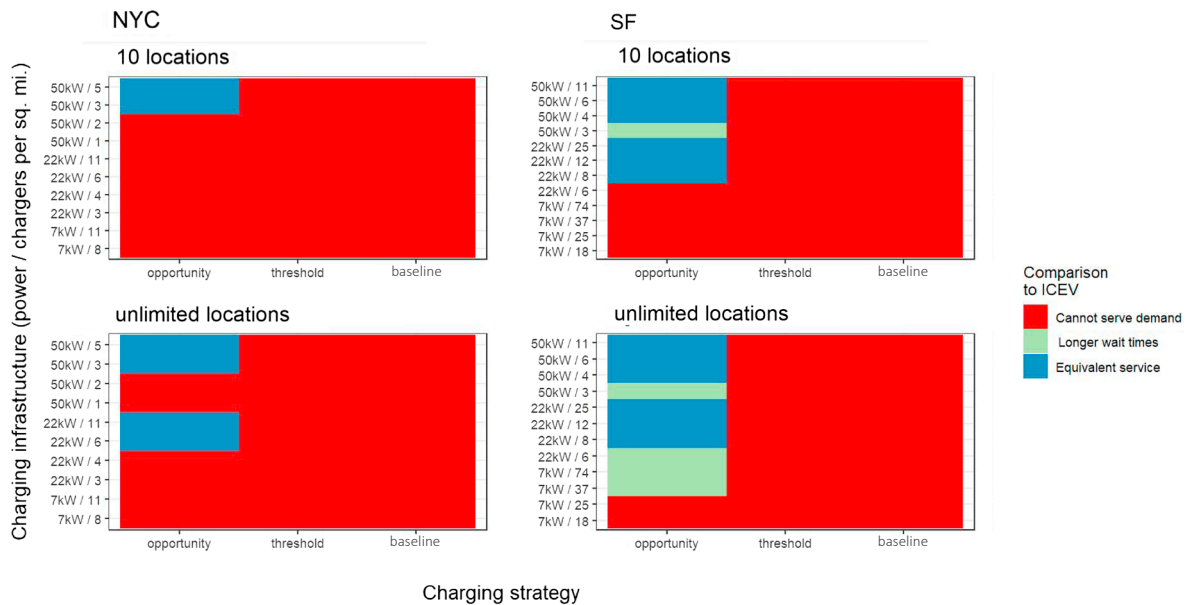 NYC
SF
10 locations
10 locations
Charging infrastructure (power / chargers per sq. mi.)
50kW / 5
50kW / 3
50kW / 2
50kW / 1
22kW / 11
22kW / 6
22kW / 4
22kW / 3
7kW / 11
7kW / 8
opportunity
threshold
baseline
50kW / 11
50kW / 6
50kW / 4
50kW / 3
22kW / 25
22kW / 12
22kW / 8
22kW / 6
7kW / 74
7kW / 37
7kW / 25
7kW / 18
opportunity
threshold
baseline
unlimited locations
unlimited locations
50kW / 5
50kW / 3
50kW / 2
50kW / 1
22kW / 11
22kW / 6
22kW / 4
22kW / 3
7kW / 11
7kW / 8
opportunity
threshold
baseline
50kW / 11
50kW / 6
50kW / 4
50kW / 3
22kW / 25
22kW / 12
22kW / 8
22kW / 6
7kW / 74
7kW / 37
7kW / 25
7kW / 18
opportunity
threshold
baseline
Comparison
to ICEV
Cannot serve demand
Longer wait times
Equivalent service
Charging strategy